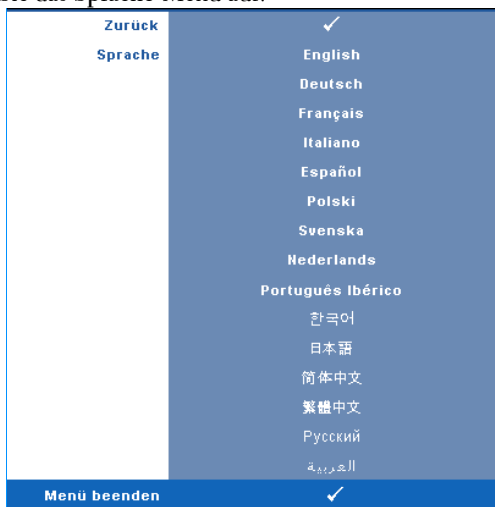 Zurück ✓
Sprache English
Deutsch
Français
Italiano
Español
Polski
Svenska
Nederlands
Português Ibérico
한국어
日本語
简体中文
繁體中文
Русский
العربية
Menü beenden ✓